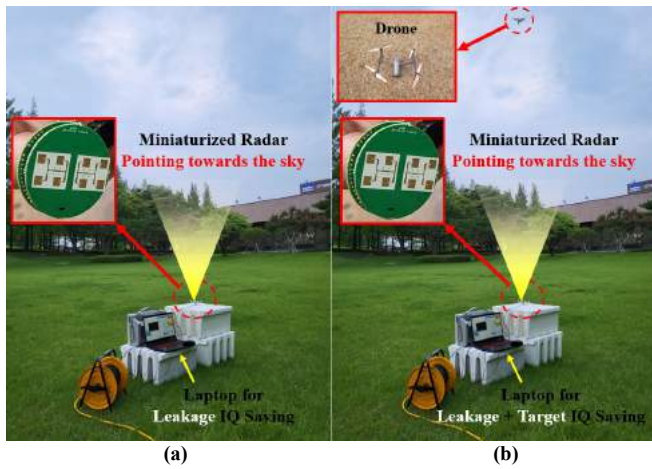 Miniaturized Radar
Pointing towards the sky
Laptop for
Leakage IQ Saving
(a)
Drone
Miniaturized Radar
Pointing towards the sky
Laptop for
Leakage + Target IQ Saving
(b)